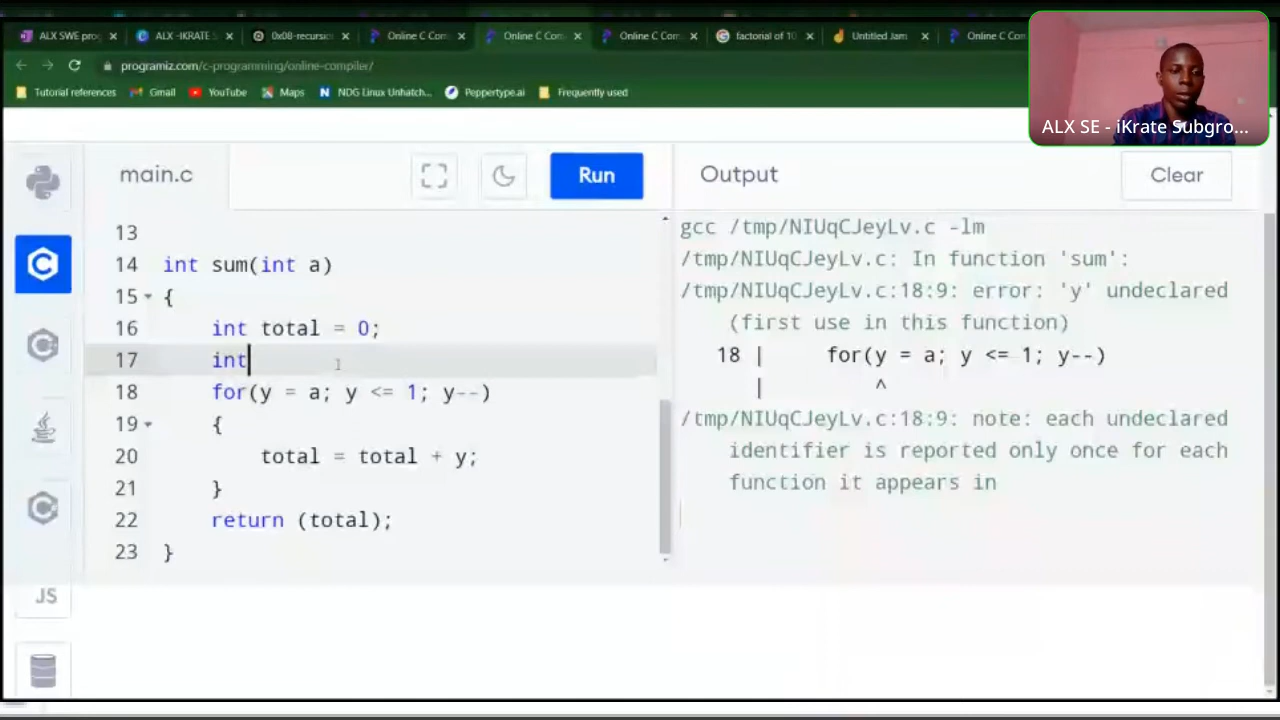 ALX SWE prog
ALX -IKRATE S
0x08-recursio
Online C Com
Online C Com
Online C Com
factorial of 10
Untitled Jam
Online C Com
programiz.com/c-programming/online-compiler/
Tutorial references
Gmail
YouTube
Maps
NDG Linux Unhatch...
Peppertype.ai
Frequently used
ALX SE - iKrate Subgro...
main.c
Run
Output
Clear
13
14 int sum(int a)
15 {
16 int total = 0;
17 int
18 for(y = a; y <= 1; y--)
19 {
20 total = total + y;
21 }
22 return (total);
23 }
JS
gcc /tmp/NIUqCJeyLv.c -lm
/tmp/NIUqCJeyLv.c: In function 'sum':
/tmp/NIUqCJeyLv.c:18:9: error: 'y' undeclared
(first use in this function)
18 | for(y = a; y <= 1; y--)
| ^
/tmp/NIUqCJeyLv.c:18:9: note: each undeclared
identifier is reported only once for each
function it appears in